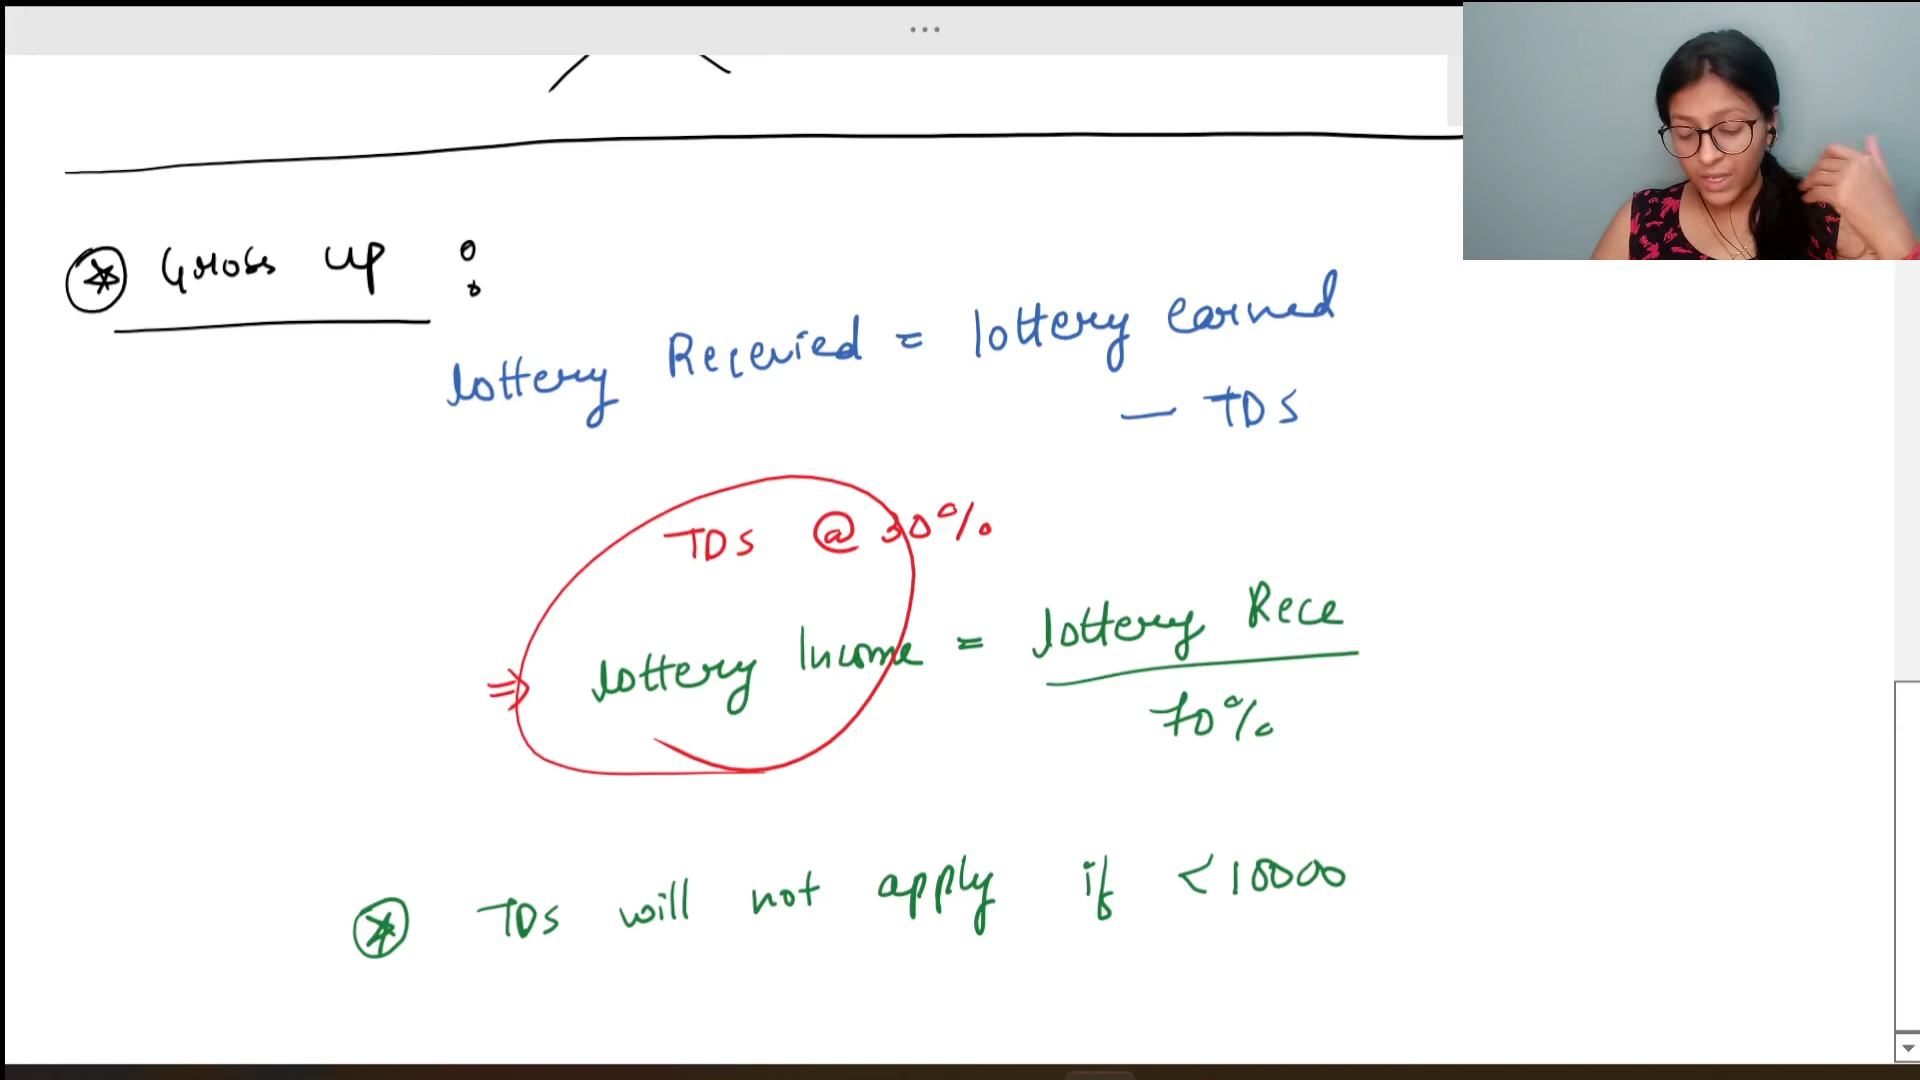 Gross up :
lottery Receried = lottery earned
— TDS
TDS @ 30%
⇒ lottery Income = lottery Rece
70%
TDS will not apply if < 10000